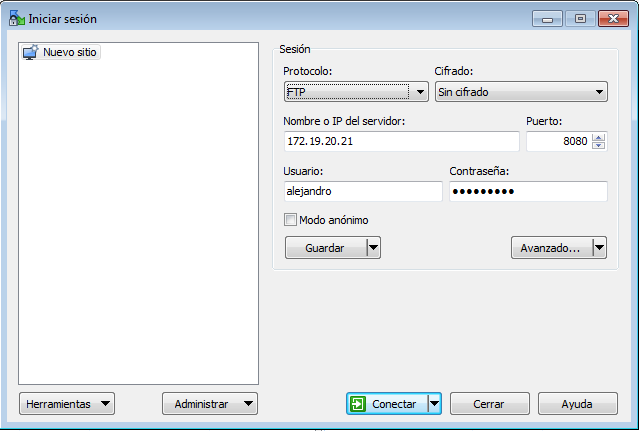 Iniciar sesión
Nuevo sitio
Sesión
Protocolo: Cifrado:
FTP Sin cifrado
Nombre o IP del servidor: Puerto:
172.19.20.21 8080
Usuario: Contraseña:
alejandro ●●●●●●●●●
Modo anónimo
Guardar Avanzado...
Herramientas Administrar Conectar Cerrar Ayuda